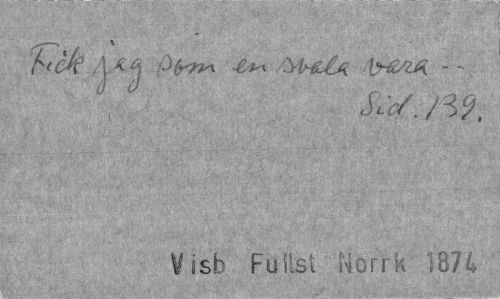 Fick jag som en svala vara --
Sid. 139.
Visb Fullst Norrk 1874